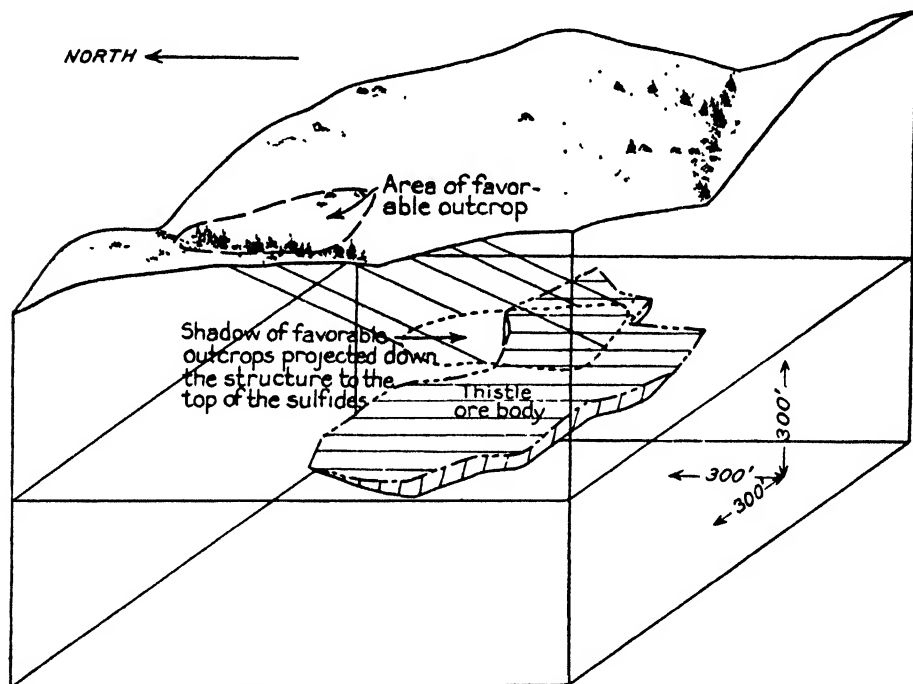 NORTH
Area of favor-
able outcrop
Shadow of favorable
outcrops projected down
the structure to the
top of the sulfides
Thistle
ore body
300'
300'
300'